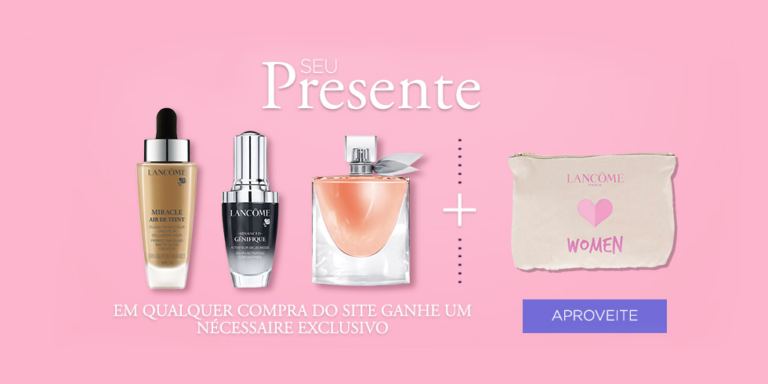 SEU
Presente
LANCÔME
MIRACLE
AIR DE TEINT
LANCÔME
ADVANCED
GÉNIFIQUE
LANCÔME
PARIS
WOMEN
EM QUALQUER COMPRA DO SITE GANHE UM
NÉCESSAIRE EXCLUSIVO
APROVEITE